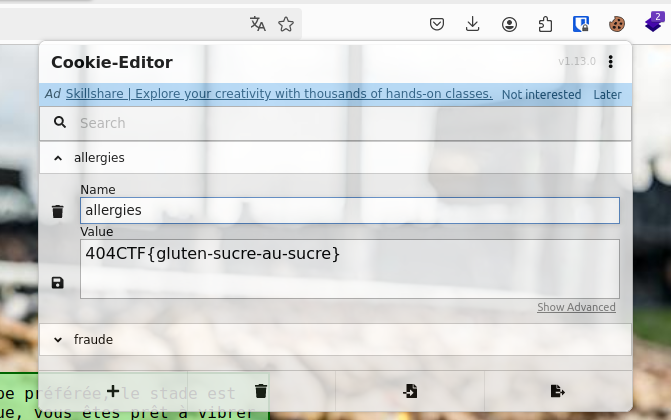 2
Cookie-Editor
v1.13.0
Ad Skillshare | Explore your creativity with thousands of hands-on classes. Not interested Later
Search
allergies
Name
allergies
Value
404CTF{gluten-sucre-au-sucre}
Show Advanced
fraude
pe préférée, le stade est
ue, vous êtes prêt à vibrer